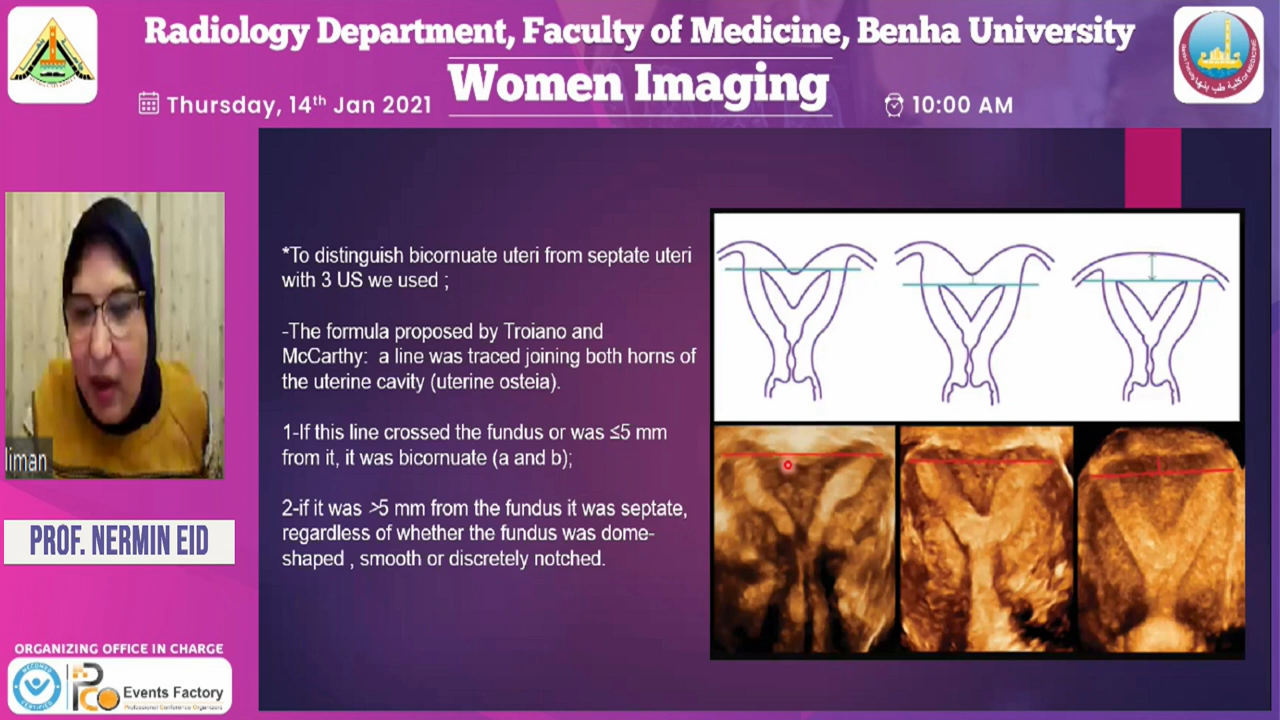 Radiology Department, Faculty of Medicine, Benha University
Women Imaging
Thursday, 14th Jan 2021
10:00 AM
*To distinguish bicornuate uteri from septate uteri
with 3 US we used ;
-The formula proposed by Troiano and
McCarthy: a line was traced joining both horns of
the uterine cavity (uterine osteia).
1-If this line crossed the fundus or was ≤5 mm
from it, it was bicornuate (a and b);
2-if it was >5 mm from the fundus it was septate,
regardless of whether the fundus was dome-
shaped , smooth or discretely notched.
liman
PROF. NERMIN EID
ORGANIZING OFFICE IN CHARGE
PCO Events Factory
Professional Conference Organizers